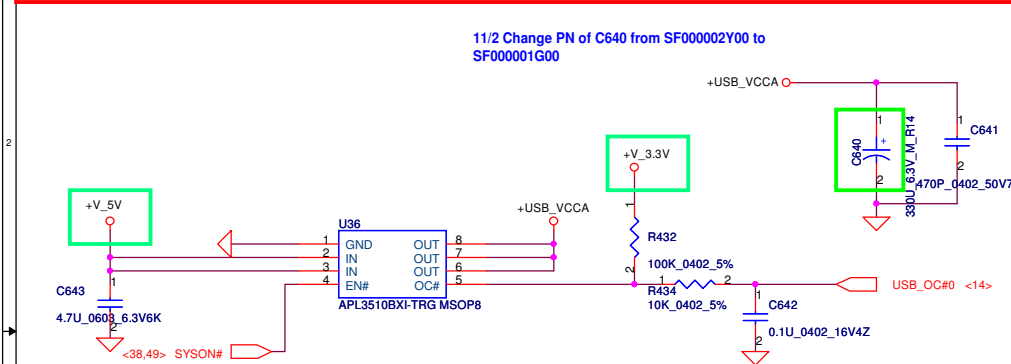 11/2 Change PN of C640 from SF000002Y00 to
SF000001G00
+USB_VCCA
1
C640
+
2
330U_6.3V_M_R14
1
C641
2
470P_0402_50V7
2
+V_3.3V
1
R432
2
100K_0402_5%
+V_5V
+USB_VCCA
U36
1 GND OUT 8
2 IN OUT 7
3 IN OUT 6
4 EN# OC# 5
APL3510BXI-TRG MSOP8
1
C643
4.7U_0603_6.3V6K
2
1 R434 2
10K_0402_5%
USB_OC#0 <14>
1
C642
0.1U_0402_16V4Z
2
<38,49> SYSON#